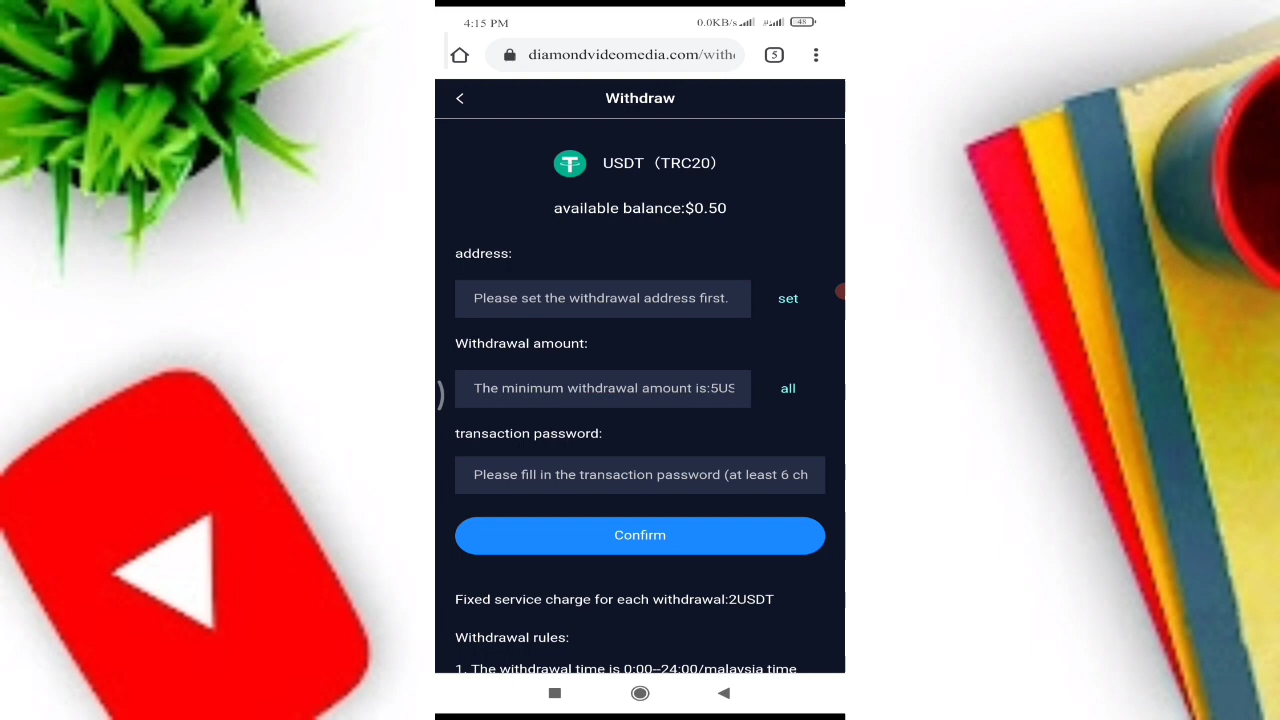 4:15 PM
0.0KB/s
48
diamondvideomedia.com/with
5
Withdraw
USDT（TRC20）
available balance:$0.50
address:
Please set the withdrawal address first.
set
Withdrawal amount:
The minimum withdrawal amount is:5US
all
transaction password:
Please fill in the transaction password (at least 6 ch
Confirm
Fixed service charge for each withdrawal:2USDT
Withdrawal rules:
1. The withdrawal time is 0:00--24:00/malaysia time